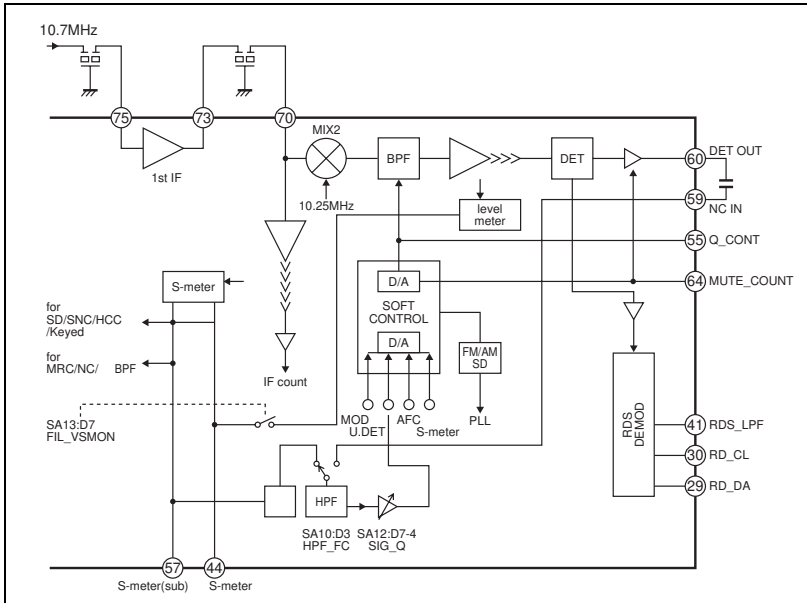 10.7MHz
75
73
70
1st IF
MIX2
10.25MHz
BPF
DET
60
DET OUT
59
NC IN
level
meter
55
Q_CONT
64
MUTE_COUNT
D/A
SOFT
CONTROL
D/A
FM/AM
SD
S-meter
for
SD/SNC/HCC
/Keyed
for
MRC/NC/ BPF
IF count
MOD AFC
U.DET S-meter
PLL
RDS
DEMOD
41
RDS_LPF
30
RD_CL
29
RD_DA
SA13:D7
FIL_VSMON
HPF
SA10:D3
HPF_FC
SA12:D7-4
SIG_Q
57
44
S-meter(sub)
S-meter